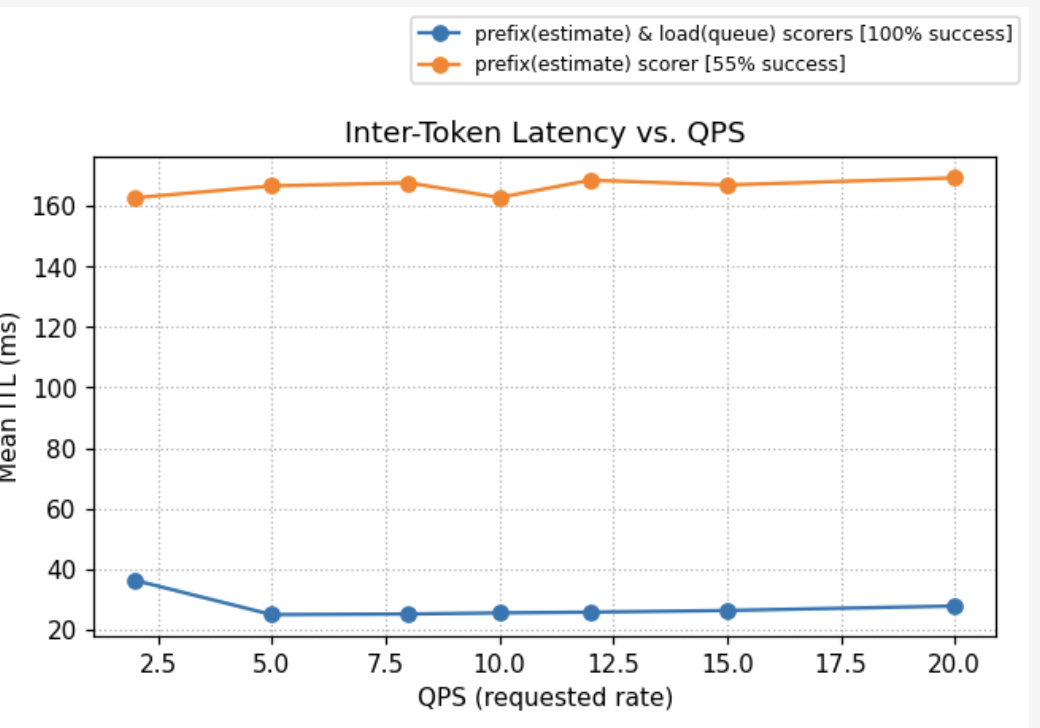 prefix(estimate) & load(queue) scorers [100% success]
prefix(estimate) scorer [55% success]
Inter-Token Latency vs. QPS
Mean ITL (ms)
160
140
120
100
80
60
40
20
2.5 5.0 7.5 10.0 12.5 15.0 17.5 20.0
QPS (requested rate)